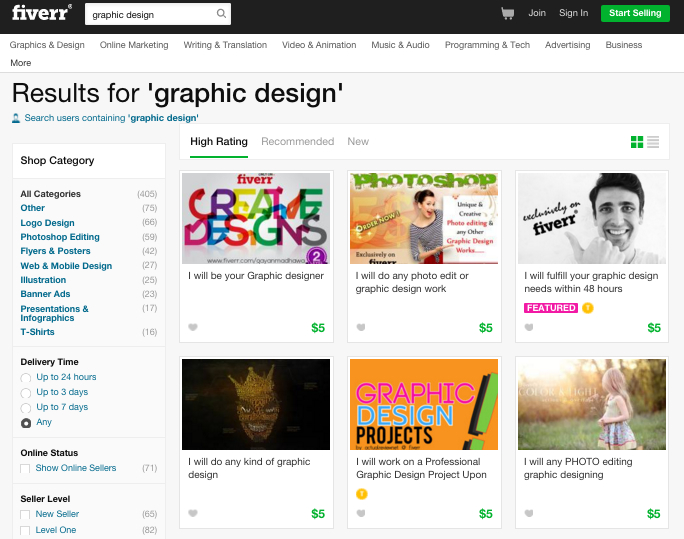 fiverr®
graphic design
Join
Sign In
Start Selling
Graphics & Design
Online Marketing
Writing & Translation
Video & Animation
Music & Audio
Programming & Tech
Advertising
Business
More
Results for 'graphic design'
Search users containing 'graphic design'
Shop Category
All Categories (405)
Other (75)
Logo Design (66)
Photoshop Editing (59)
Flyers & Posters (42)
Web & Mobile Design (27)
Illustration (25)
Banner Ads (23)
Presentations & (17)
Infographics
T-Shirts (16)
Delivery Time
Up to 24 hours
Up to 3 days
Up to 7 days
Any
Online Status
Show Online Sellers (71)
Seller Level
New Seller (65)
Level One (82)
High Rating
Recommended
New
fiverr
CREATIVE
DESIGNS
2
www.fiverr.com/gayanmadhawa
I will be your Graphic designer
$5
PHOTOSHOP
Unique &
Creative
Photo editing &
any Other
Graphic Design
Works....
ORDER NOW!
Exclusively on
fiverr
I will do any photo edit or
graphic design work
$5
exclusively on
fiverr
I will fulfill your graphic design
needs within 48 hours
FEATURED
$5
I will do any kind of graphic
design
$5
GRAPHIC
DESIGN
PROJECTS
I will work on a Professional
Graphic Design Project Upon
$5
COLOR & LIGHT
I will any PHOTO editing
graphic designing
$5